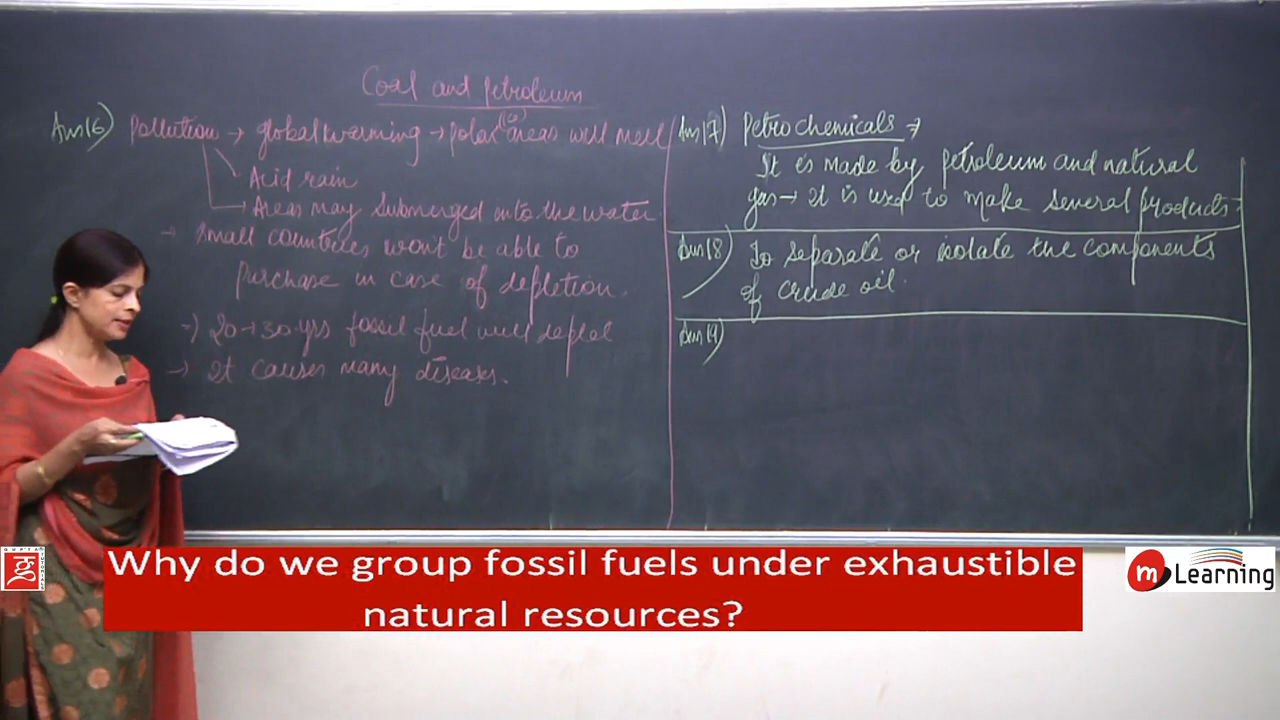 Coal and petroleum
Ans16) Pollution → global warming → polar areas will melt
(ice)
Acid rain
→ Areas may submerged into the water.
→ Small countries won't be able to
purchase in case of depletion.
→) 20→30 yrs fossil fuel will deplet
→ It causes many diseases.
Ans17) Petrochemicals →
It is made by petroleum and natural
gas → It is used to make several products.
Ans18) To separate or isolate the components
of crude oil.
Ans19)
Why do we group fossil fuels under exhaustible
natural resources?
GUPTA
m Learning